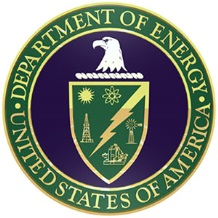 DEPARTMENT OF ENERGY
UNITED STATES OF AMERICA